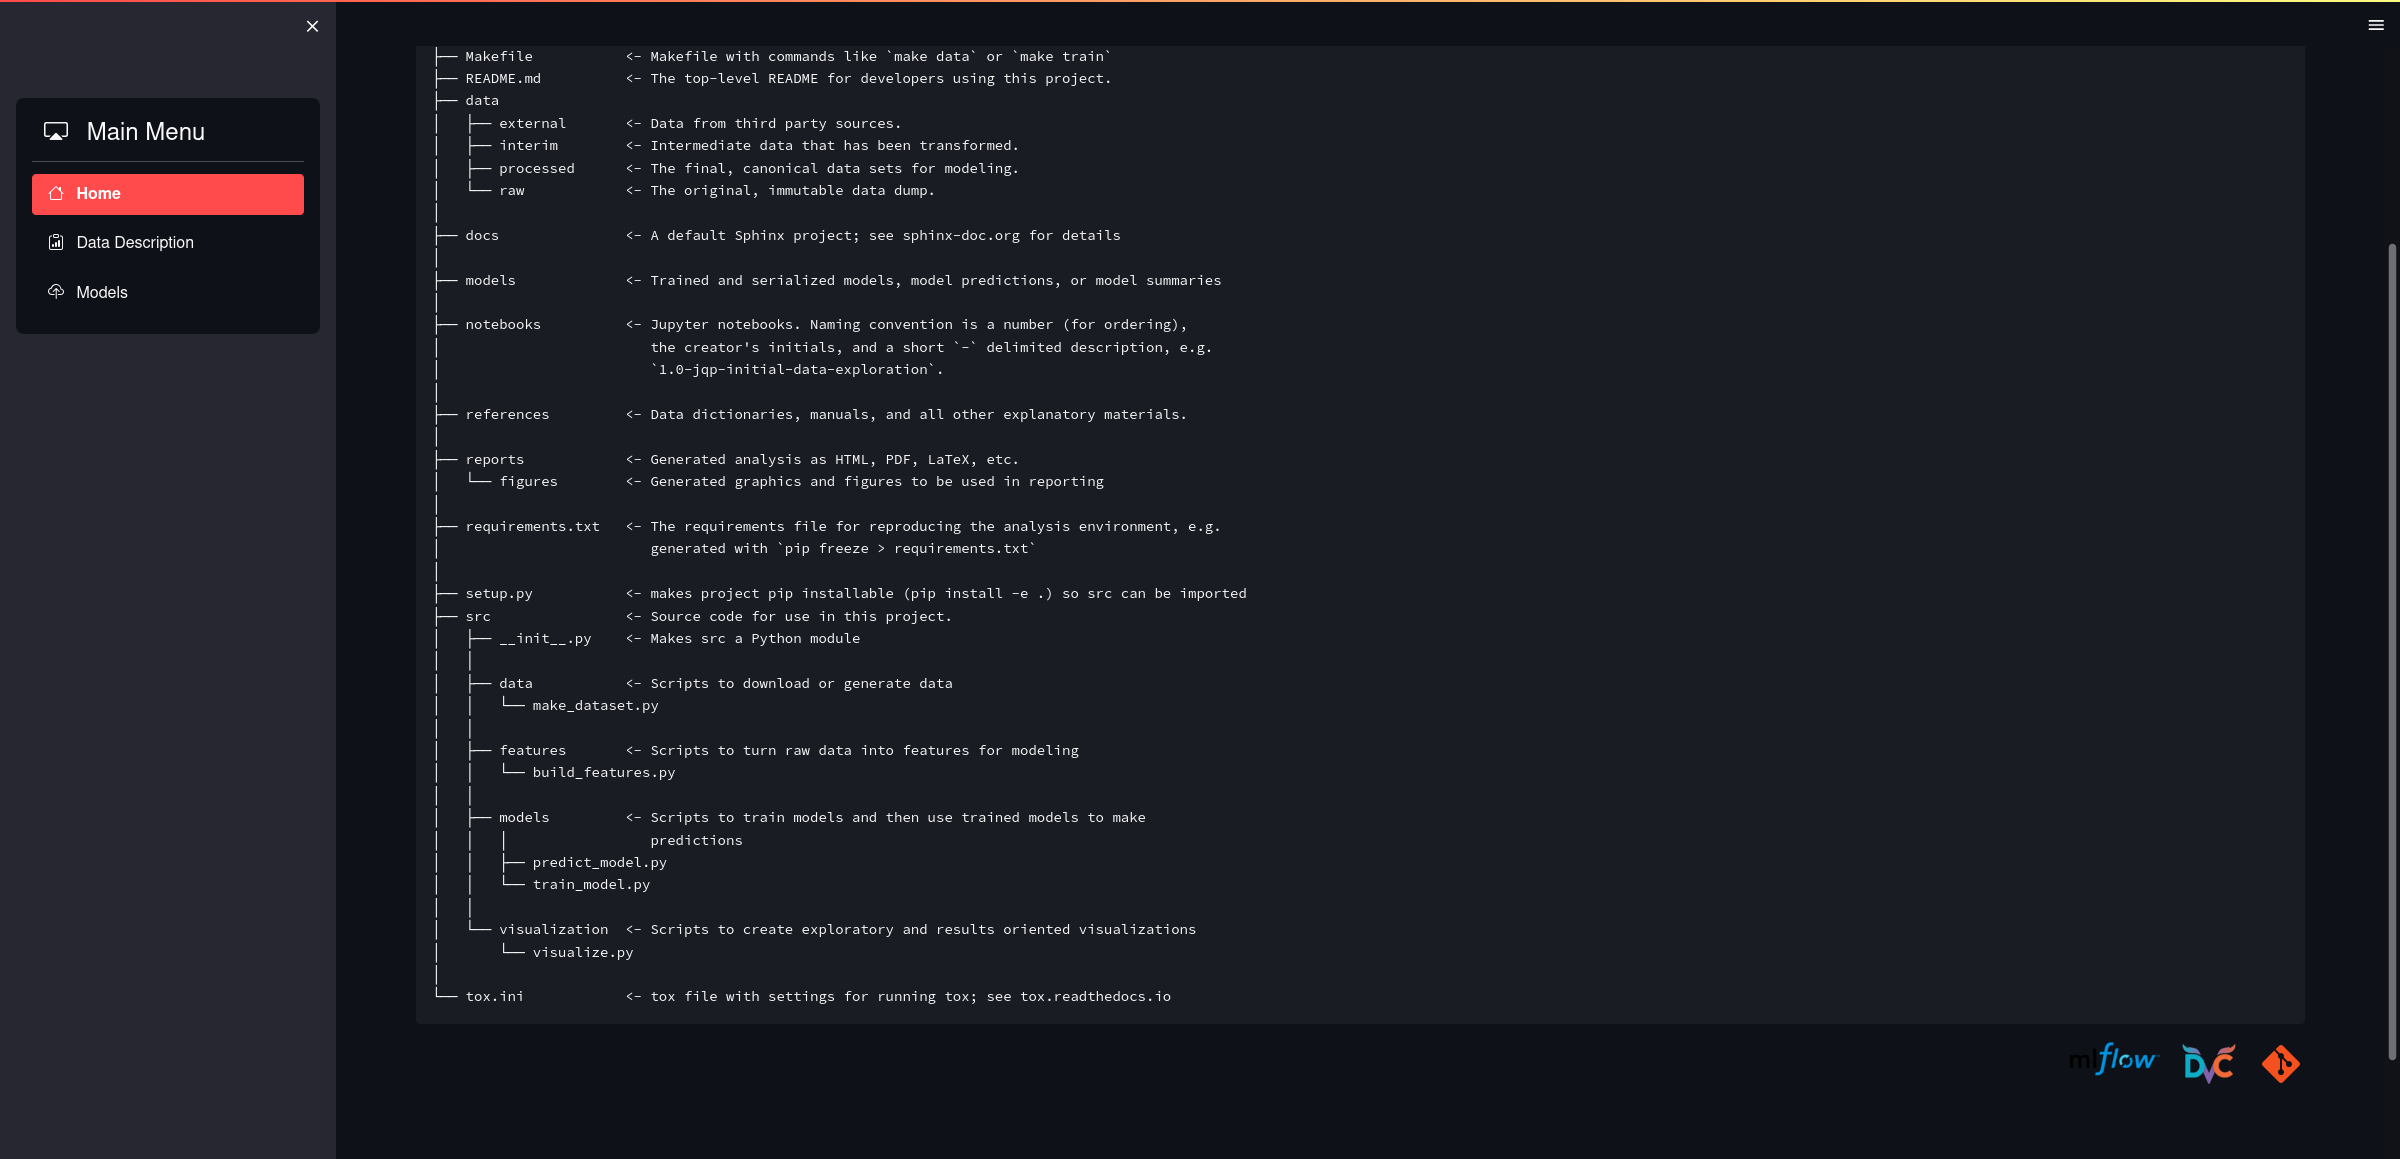 Main Menu
Home
Data Description
Models
├── Makefile           <- Makefile with commands like `make data` or `make train`
├── README.md          <- The top-level README for developers using this project.
├── data
│   ├── external       <- Data from third party sources.
│   ├── interim        <- Intermediate data that has been transformed.
│   ├── processed      <- The final, canonical data sets for modeling.
│   └── raw            <- The original, immutable data dump.
│
├── docs               <- A default Sphinx project; see sphinx-doc.org for details
│
├── models             <- Trained and serialized models, model predictions, or model summaries
│
├── notebooks          <- Jupyter notebooks. Naming convention is a number (for ordering),
│                         the creator's initials, and a short `-` delimited description, e.g.
│                         `1.0-jqp-initial-data-exploration`.
│
├── references         <- Data dictionaries, manuals, and all other explanatory materials.
│
├── reports            <- Generated analysis as HTML, PDF, LaTeX, etc.
│   └── figures        <- Generated graphics and figures to be used in reporting
│
├── requirements.txt   <- The requirements file for reproducing the analysis environment, e.g.
│                         generated with `pip freeze > requirements.txt`
│
├── setup.py           <- makes project pip installable (pip install -e .) so src can be imported
├── src                <- Source code for use in this project.
│   ├── __init__.py    <- Makes src a Python module
│   │
│   ├── data           <- Scripts to download or generate data
│   │   └── make_dataset.py
│   │
│   ├── features       <- Scripts to turn raw data into features for modeling
│   │   └── build_features.py
│   │
│   ├── models         <- Scripts to train models and then use trained models to make
│   │   │                 predictions
│   │   ├── predict_model.py
│   │   └── train_model.py
│   │
│   └── visualization  <- Scripts to create exploratory and results oriented visualizations
│       └── visualize.py
│
└── tox.ini            <- tox file with settings for running tox; see tox.readthedocs.io
mlflow DVC